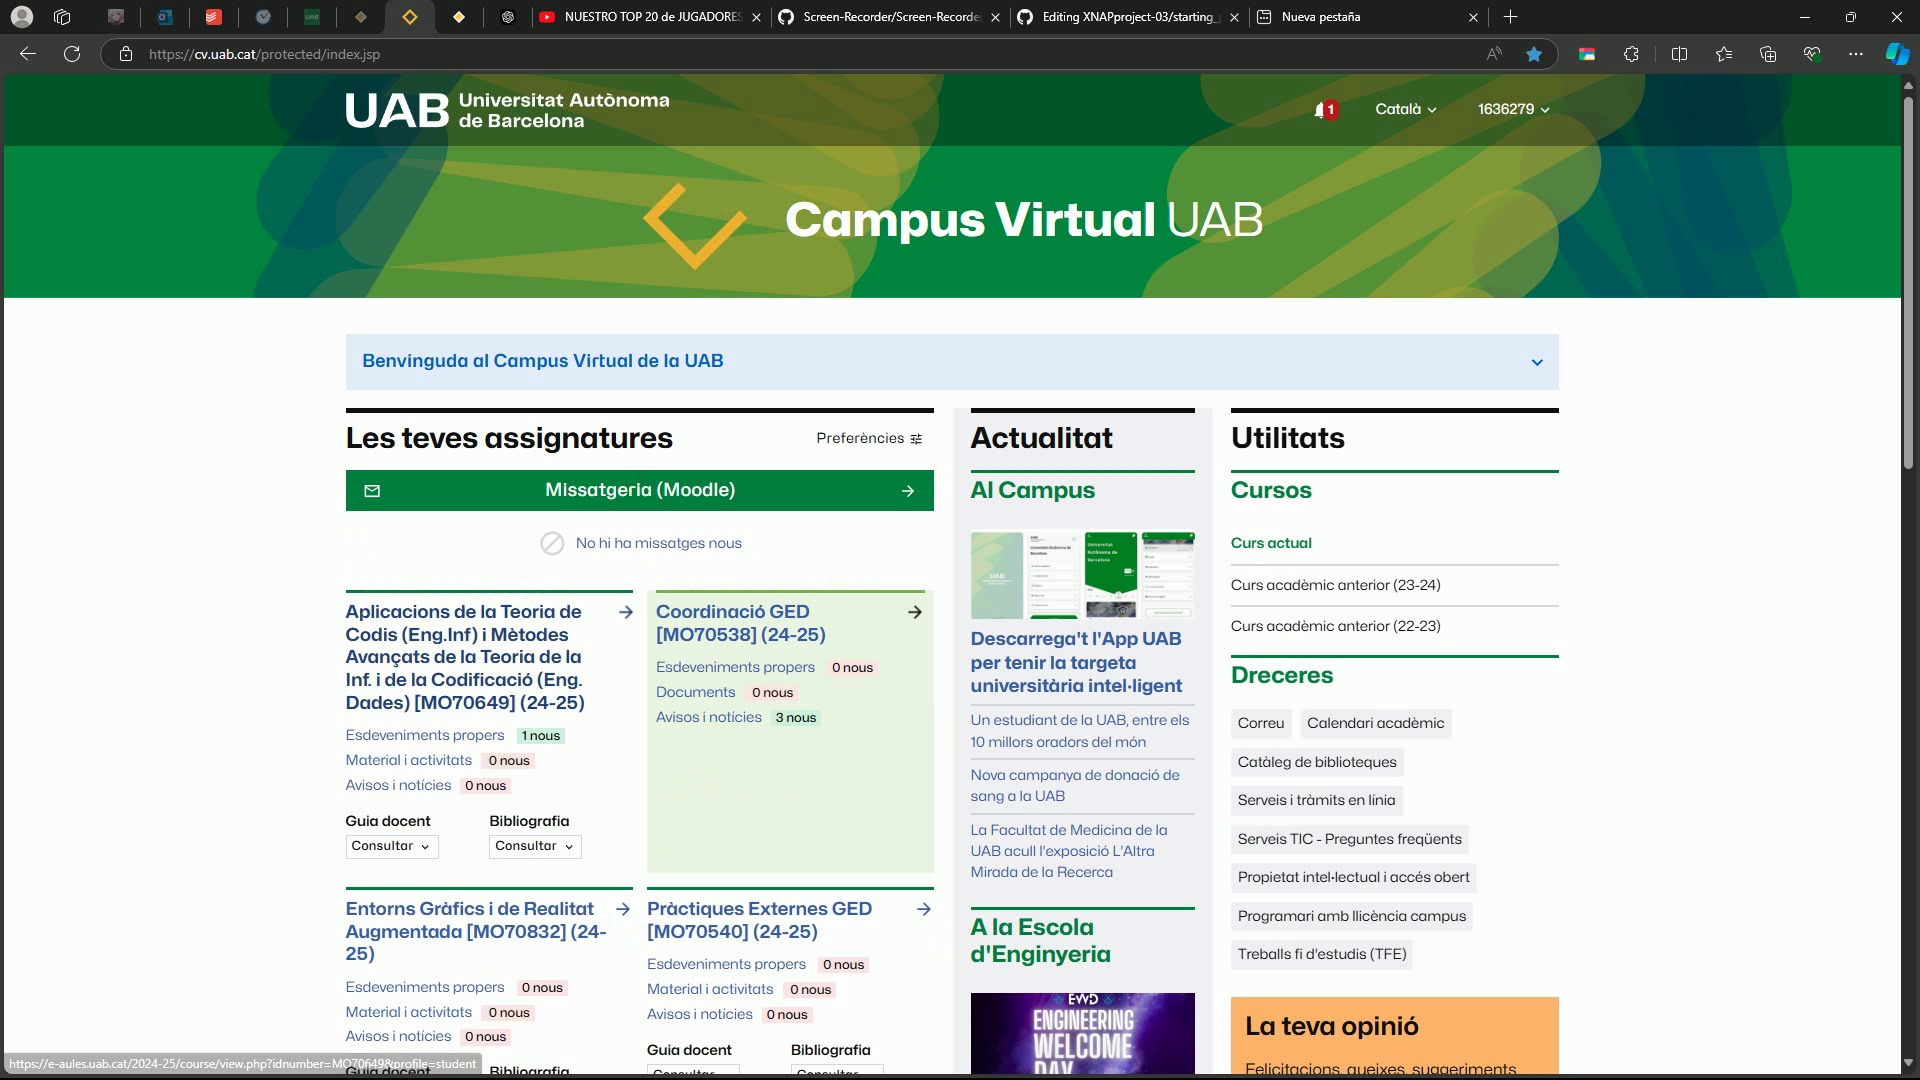 NUESTRO TOP 20 de JUGADORES
Screen-Recorder/Screen-Recorde
Editing XNAPproject-03/starting_
Nueva pestaña
https://cv.uab.cat/protected/index.jsp
UAB Universitat Autònoma
de Barcelona
1
Català
1636279
Campus Virtual UAB
Benvinguda al Campus Virtual de la UAB
Les teves assignatures
Preferències
Missatgeria (Moodle)
No hi ha missatges nous
Aplicacions de la Teoria de
Codis (Eng.Inf) i Mètodes
Avançats de la Teoria de la
Inf. i de la Codificació (Eng.
Dades) [MO70649] (24-25)
Esdeveniments propers 1 nous
Material i activitats 0 nous
Avisos i notícies 0 nous
Guia docent Bibliografia
Consultar Consultar
Coordinació GED
[MO70538] (24-25)
Esdeveniments propers 0 nous
Documents 0 nous
Avisos i notícies 3 nous
Entorns Gràfics i de Realitat
Augmentada [MO70832] (24-
25)
Esdeveniments propers 0 nous
Material i activitats 0 nous
Avisos i notícies 0 nous
Guia docent Bibliografia
Pràctiques Externes GED
[MO70540] (24-25)
Esdeveniments propers 0 nous
Material i activitats 0 nous
Avisos i notícies 0 nous
Guia docent Bibliografia
Consultar Consultar
Actualitat
Al Campus
UAB
Universitat
Autònoma de
Barcelona
Descarrega't l'App UAB
per tenir la targeta
universitària intel·ligent
Un estudiant de la UAB, entre els
10 millors oradors del món
Nova campanya de donació de
sang a la UAB
La Facultat de Medicina de la
UAB acull l'exposició L'Altra
Mirada de la Recerca
A la Escola
d'Enginyeria
EWD
ENGINEERING
WELCOME
DAY
Utilitats
Cursos
Curs actual
Curs acadèmic anterior (23-24)
Curs acadèmic anterior (22-23)
Dreceres
Correu
Calendari acadèmic
Catàleg de biblioteques
Serveis i tràmits en línia
Serveis TIC - Preguntes freqüents
Propietat intel·lectual i accés obert
Programari amb llicència campus
Treballs fi d'estudis (TFE)
La teva opinió
Felicitacions, queixes, suggeriments
https://e-aules.uab.cat/2024-25/course/view.php?idnumber=MO70649&profile=student